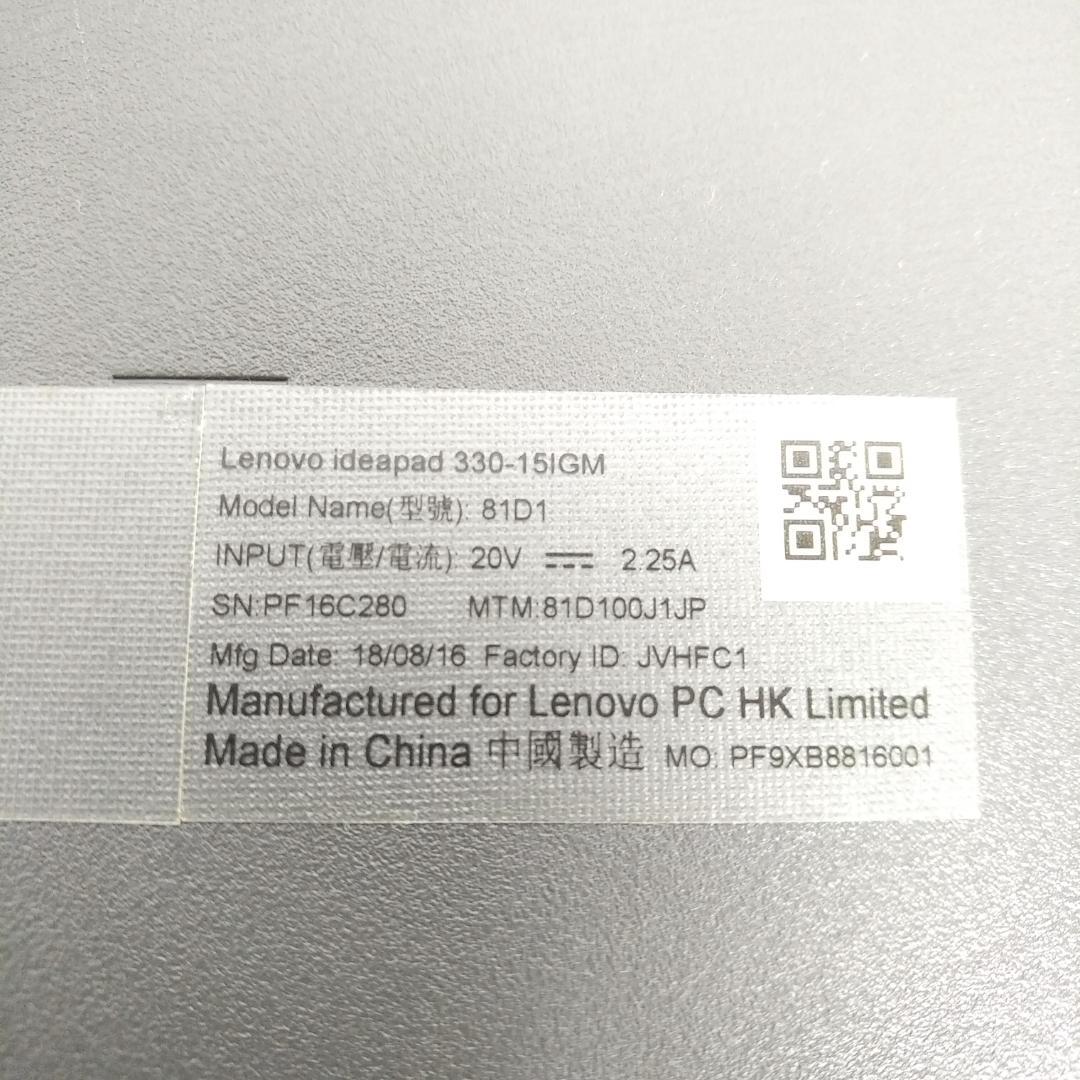 Lenovo ideapad 330-15IGM
Model Name(型號): 81D1
INPUT(電壓/電流): 20V ⎓ 2.25A
SN:PF16C280 MTM:81D100J1JP
Mfg Date: 18/08/16 Factory ID: JVHFC1
Manufactured for Lenovo PC HK Limited
Made in China 中國製造 MO: PF9XB8816001